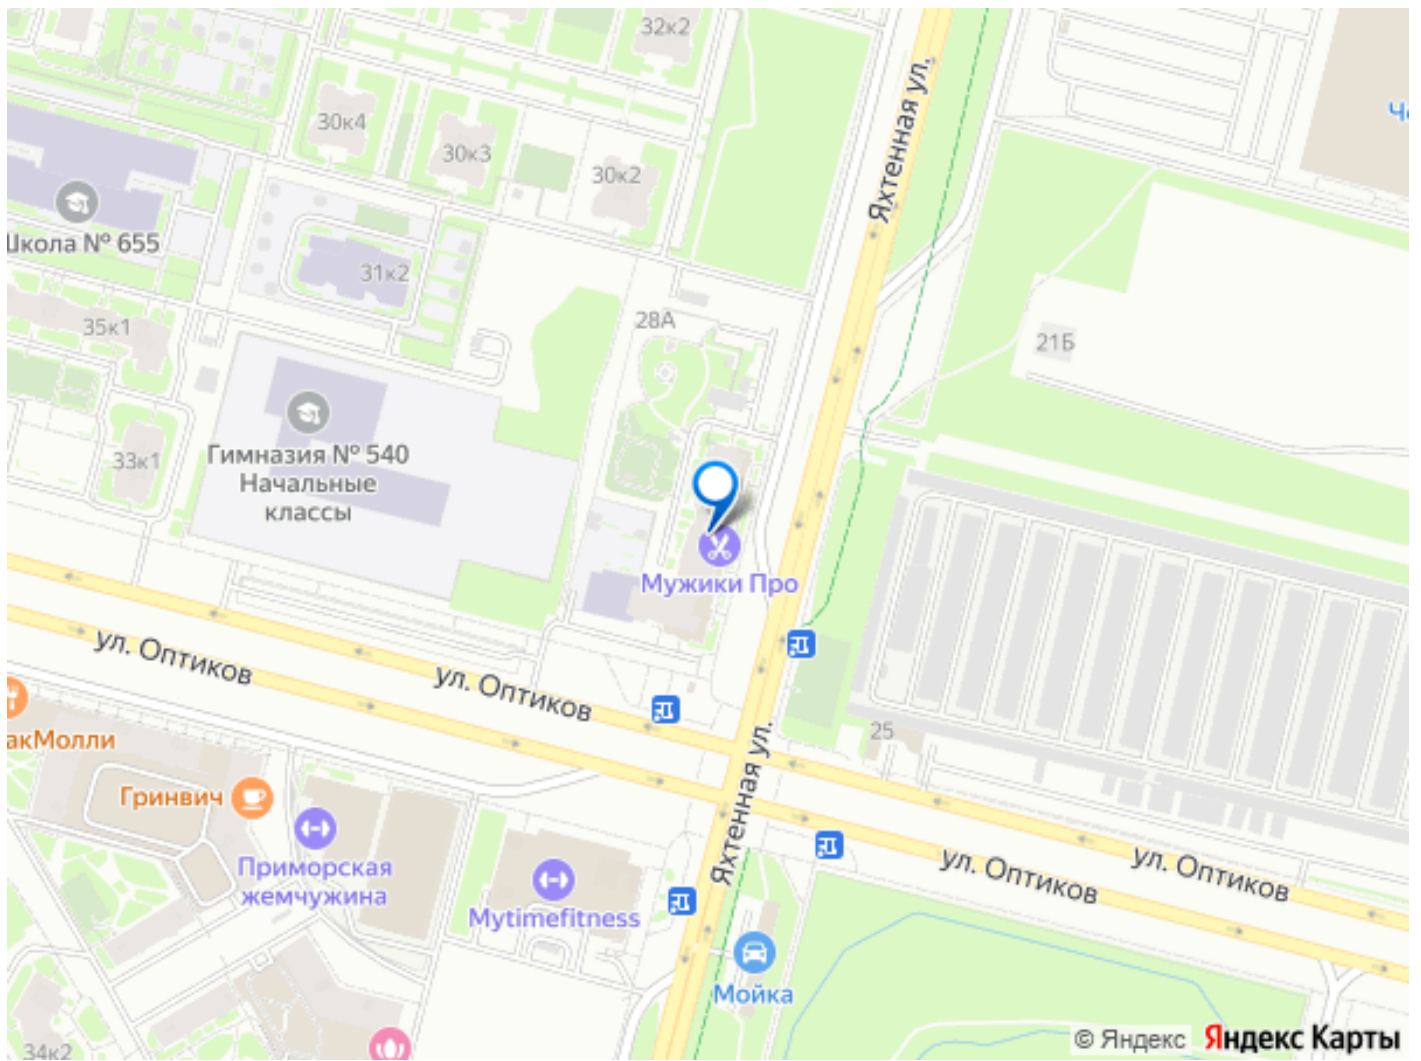 32к2
Яхтенная ул.
30к4
30к3
30к2
Школа № 655
31к2
28А
35к1
21Б
Гимназия № 540
Начальные
классы
33к1
Мужики Про
ул. Оптиков
ул. Оптиков
25
акМолли
Гринвич
Яхтенная ул.
Приморская
жемчужина
Mytimefitness
ул. Оптиков
ул. Оптиков
Мойка
34к2
© Яндекс Яндекс Карты